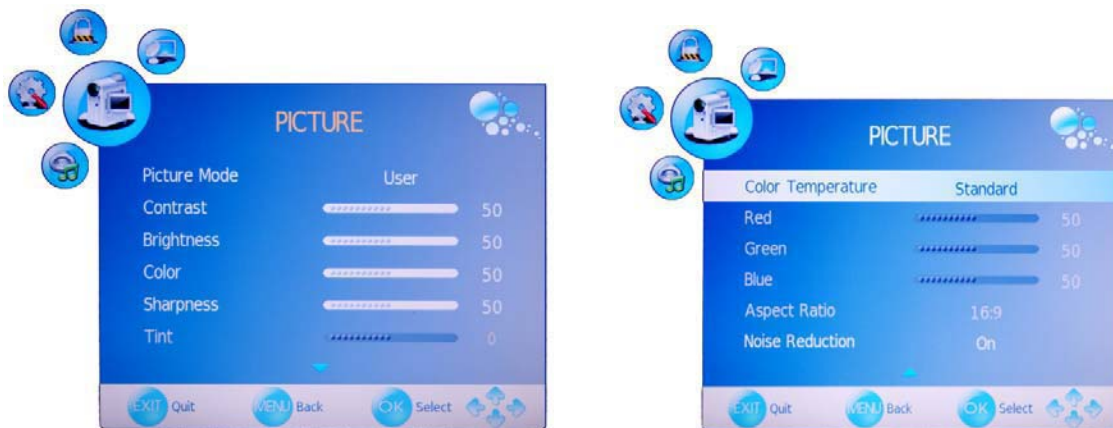 PICTURE
Picture Mode User
Contrast 50
Brightness 50
Color 50
Sharpness 50
Tint 0
EXIT Quit MENU Back OK Select
PICTURE
Color Temperature Standard
Red 50
Green 50
Blue 50
Aspect Ratio 16:9
Noise Reduction On
EXIT Quit MENU Back OK Select